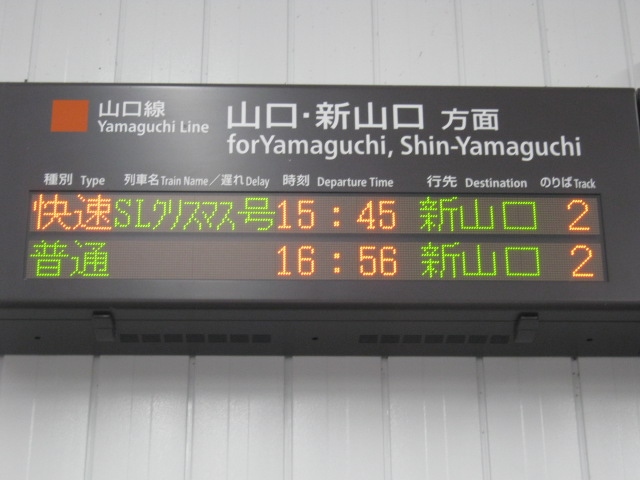 山口線 山口・新山口 方面
Yamaguchi Line forYamaguchi, Shin-Yamaguchi
種別 Type 列車名 Train Name/遅れ Delay 時刻 Departure Time 行先 Destination のりば Track
快速 SLクリスマス号 15:45 新山口 2
普通 16:56 新山口 2